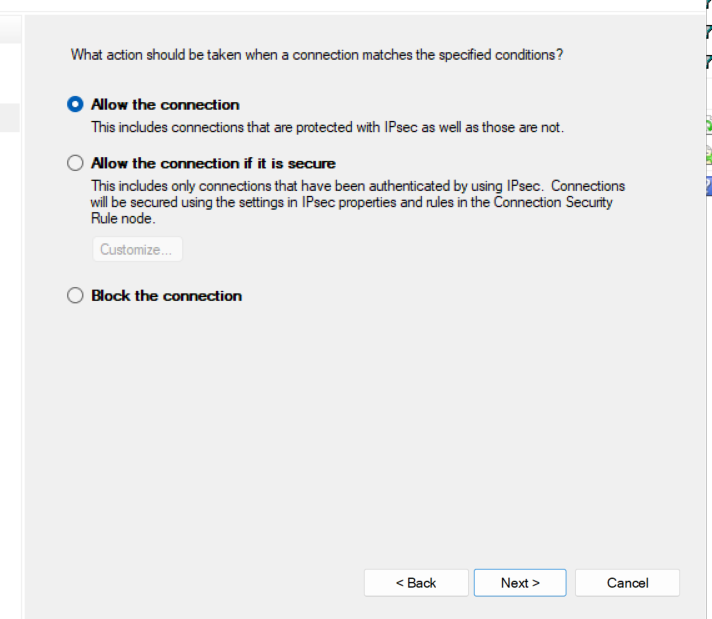 What action should be taken when a connection matches the specified conditions?
Allow the connection
This includes connections that are protected with IPsec as well as those are not.
Allow the connection if it is secure
This includes only connections that have been authenticated by using IPsec. Connections
will be secured using the settings in IPsec properties and rules in the Connection Security
Rule node.
Customize...
Block the connection
< Back
Next >
Cancel